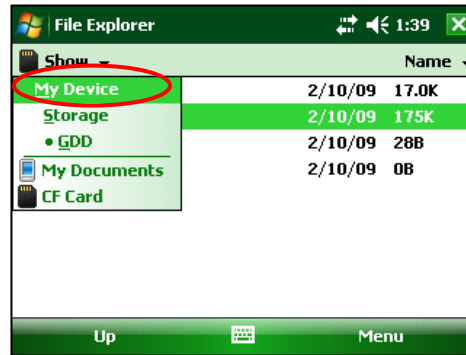 File Explorer 1:39
Show Name
My Device 2/10/09 17.0K
Storage 2/10/09 175K
• GDD 2/10/09 28B
My Documents 2/10/09 0B
CF Card
Up Menu